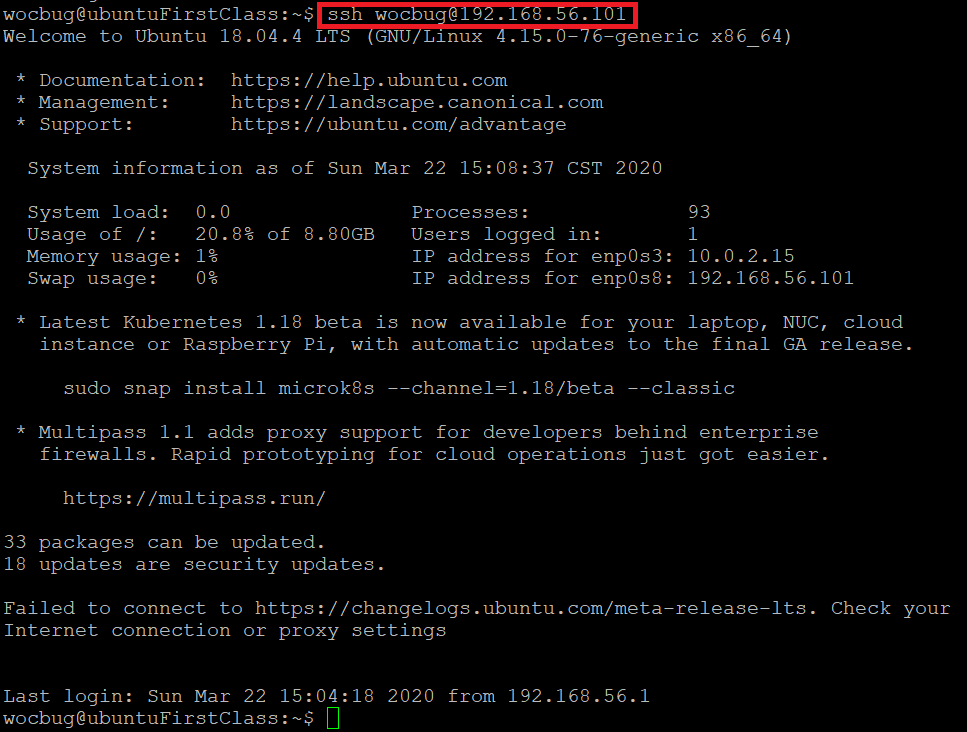 wocbug@ubuntuFirstClass:~$ ssh wocbug@192.168.56.101
Welcome to Ubuntu 18.04.4 LTS (GNU/Linux 4.15.0-76-generic x86_64)
* Documentation: https://help.ubuntu.com
* Management: https://landscape.canonical.com
* Support: https://ubuntu.com/advantage
System information as of Sun Mar 22 15:08:37 CST 2020
System load: 0.0 Processes: 93
Usage of /: 20.8% of 8.80GB Users logged in: 1
Memory usage: 1% IP address for enp0s3: 10.0.2.15
Swap usage: 0% IP address for enp0s8: 192.168.56.101
* Latest Kubernetes 1.18 beta is now available for your laptop, NUC, cloud
instance or Raspberry Pi, with automatic updates to the final GA release.
sudo snap install microk8s --channel=1.18/beta --classic
* Multipass 1.1 adds proxy support for developers behind enterprise
firewalls. Rapid prototyping for cloud operations just got easier.
https://multipass.run/
33 packages can be updated.
18 updates are security updates.
Failed to connect to https://changelogs.ubuntu.com/meta-release-lts. Check your
Internet connection or proxy settings
Last login: Sun Mar 22 15:04:18 2020 from 192.168.56.1
wocbug@ubuntuFirstClass:~$